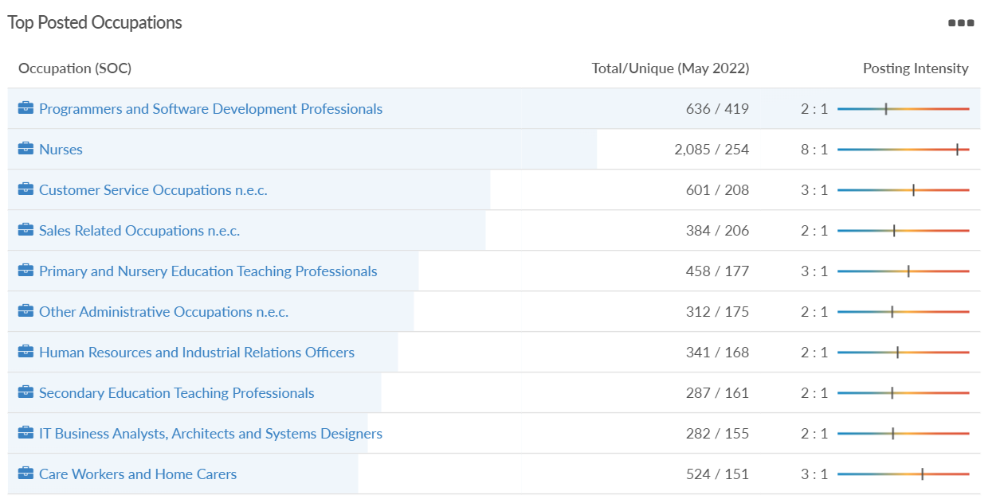 Top Posted Occupations
Occupation (SOC) Total/Unique (May 2022) Posting Intensity
Programmers and Software Development Professionals 636 / 419 2 : 1
Nurses 2,085 / 254 8 : 1
Customer Service Occupations n.e.c. 601 / 208 3 : 1
Sales Related Occupations n.e.c. 384 / 206 2 : 1
Primary and Nursery Education Teaching Professionals 458 / 177 3 : 1
Other Administrative Occupations n.e.c. 312 / 175 2 : 1
Human Resources and Industrial Relations Officers 341 / 168 2 : 1
Secondary Education Teaching Professionals 287 / 161 2 : 1
IT Business Analysts, Architects and Systems Designers 282 / 155 2 : 1
Care Workers and Home Carers 524 / 151 3 : 1